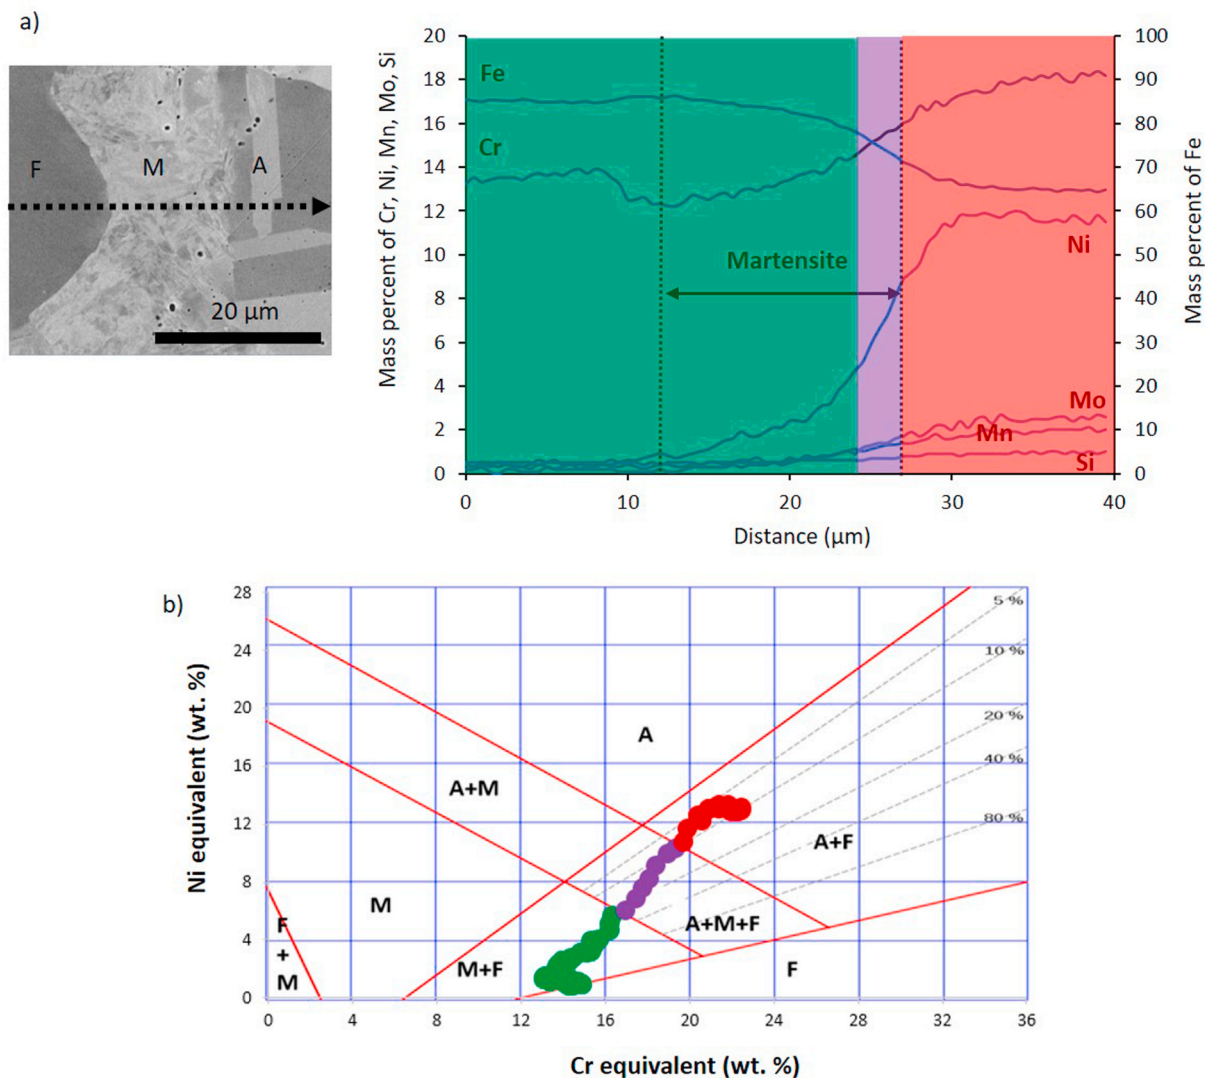 a)
F
M
A
20 µm
Mass percent of Cr, Ni, Mn, Mo, Si
20
18
16
14
12
10
8
6
4
2
0
Fe
Cr
Martensite
Ni
Mo
Mn
Si
100
90
80
70
60
50
40
30
20
10
0
Mass percent of Fe
0
10
20
30
40
Distance (µm)
b)
Ni equivalent (wt. %)
28
24
20
16
12
8
4
0
5 %
10 %
20 %
40 %
80 %
A
A+M
A+F
M
F
+
M
M+F
A+M+F
F
0
4
8
12
16
20
24
28
32
36
Cr equivalent (wt. %)